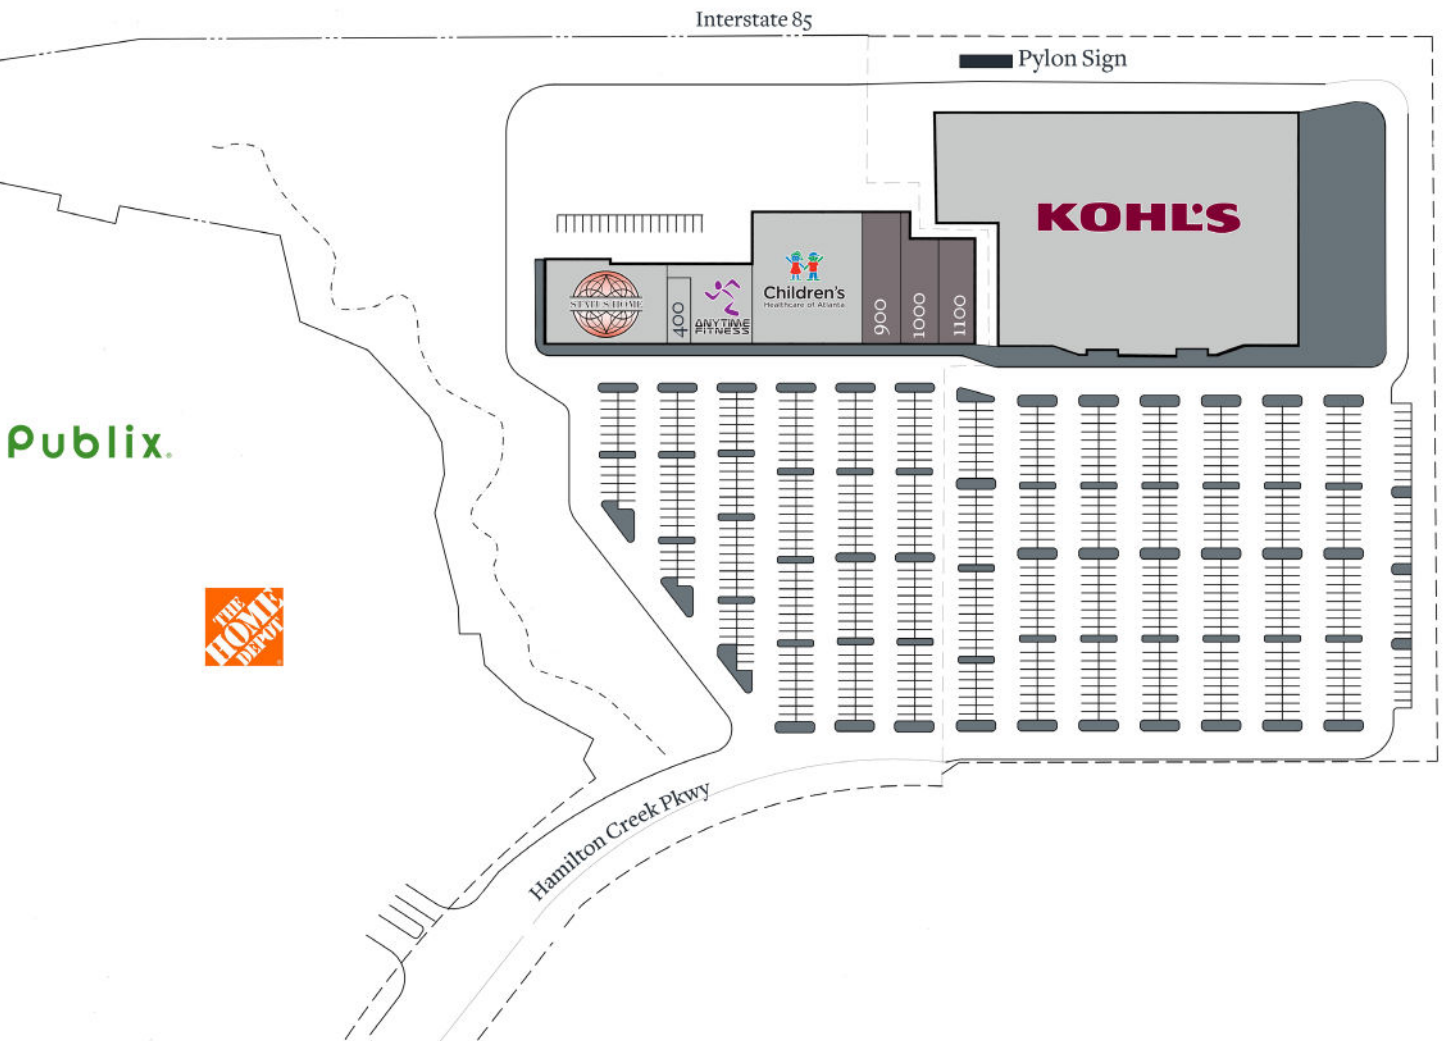 Interstate 85
Pylon Sign
KOHL'S
STATUS HOME
400
ANYTIME
FITNESS
Children's
Healthcare of Atlanta
900
1000
1100
Publix.
THE
HOME
DEPOT
Hamilton Creek Pkwy